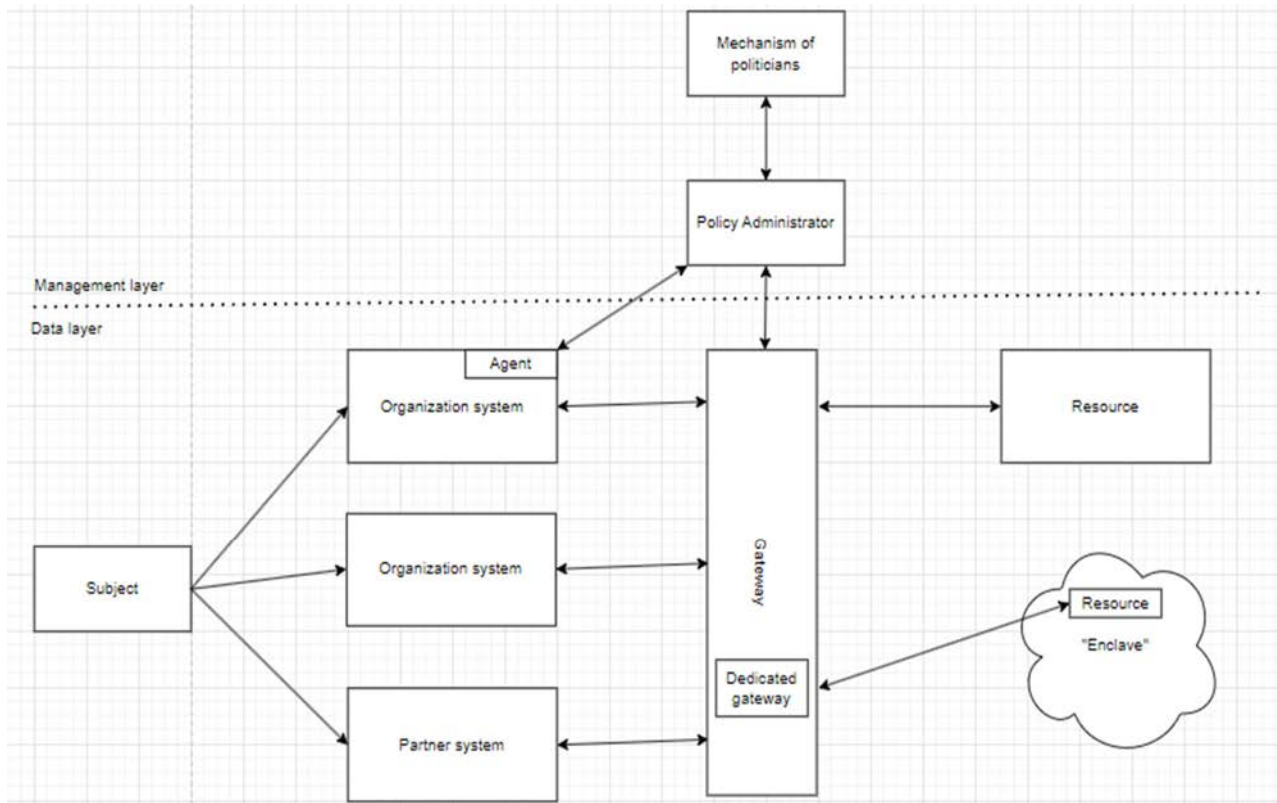 Mechanism of
politicians
Policy Administrator
Management layer
Data layer
Agent
Organization system
Resource
Organization system
Subject
Gateway
Resource
"Enclave"
Dedicated
gateway
Partner system